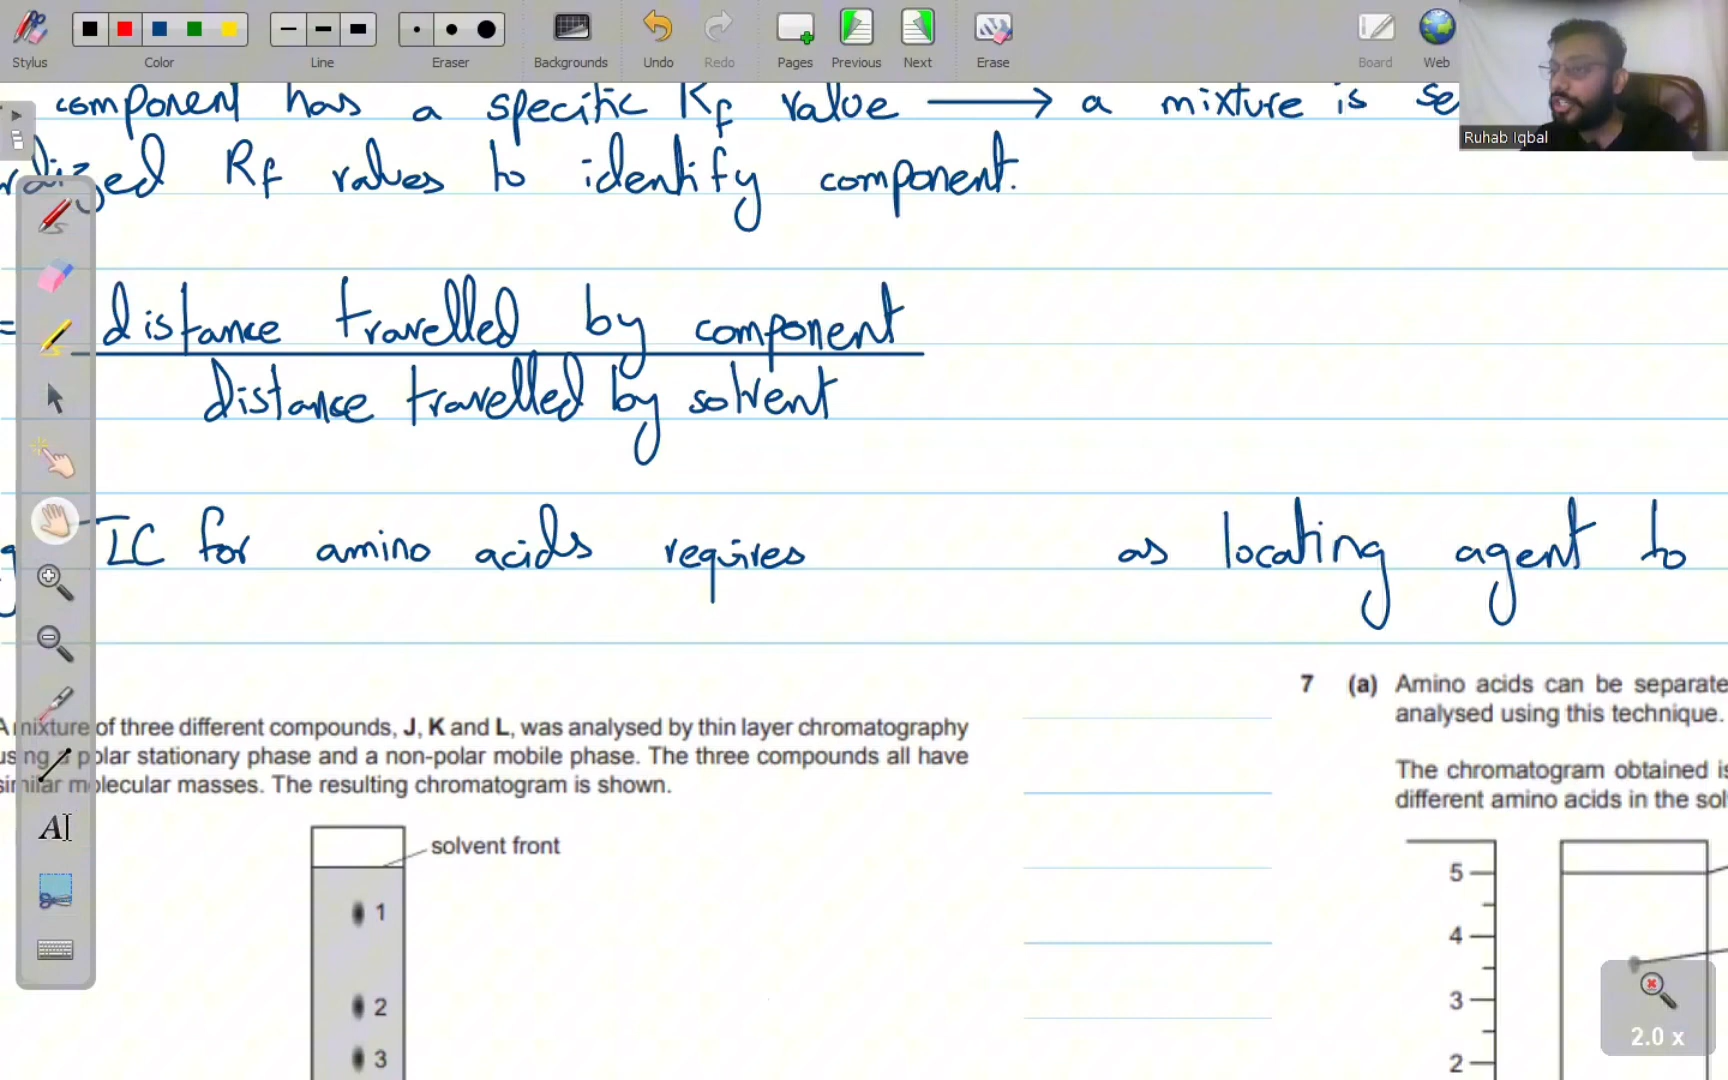 Stylus Color Line Eraser Backgrounds Undo Redo Pages Previous Next Erase Board Web
Ruhab Iqbal
component has a specific Rf value → a mixture is se
Rf values to identify component.
= distance travelled by component
distance travelled by solvent
for amino acids requires as locating agent to
A mixture of three different compounds, J, K and L, was analysed by thin layer chromatography
using a polar stationary phase and a non-polar mobile phase. The three compounds all have
similar molecular masses. The resulting chromatogram is shown.
solvent front
1
2
3
7 (a) Amino acids can be separate
analysed using this technique.
The chromatogram obtained is
different amino acids in the sol
5
4
3
2
2.0 x